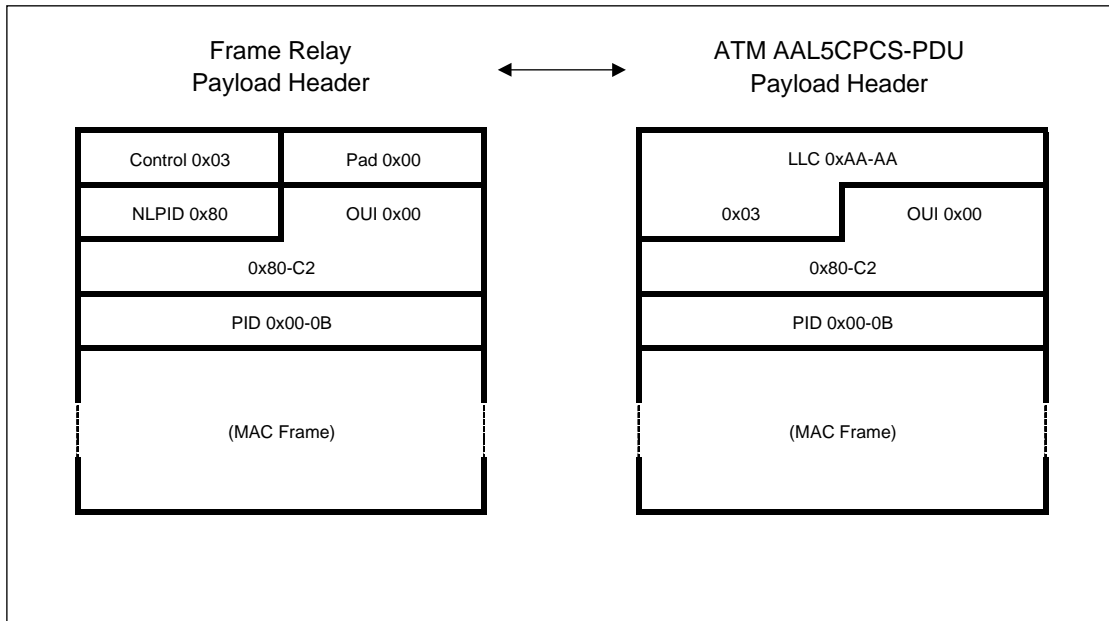 Frame Relay
Payload Header
ATM AAL5CPCS-PDU
Payload Header
Control 0x03
Pad 0x00
NLPID 0x80
OUI 0x00
0x80-C2
PID 0x00-0B
(MAC Frame)
LLC 0xAA-AA
0x03
OUI 0x00
0x80-C2
PID 0x00-0B
(MAC Frame)